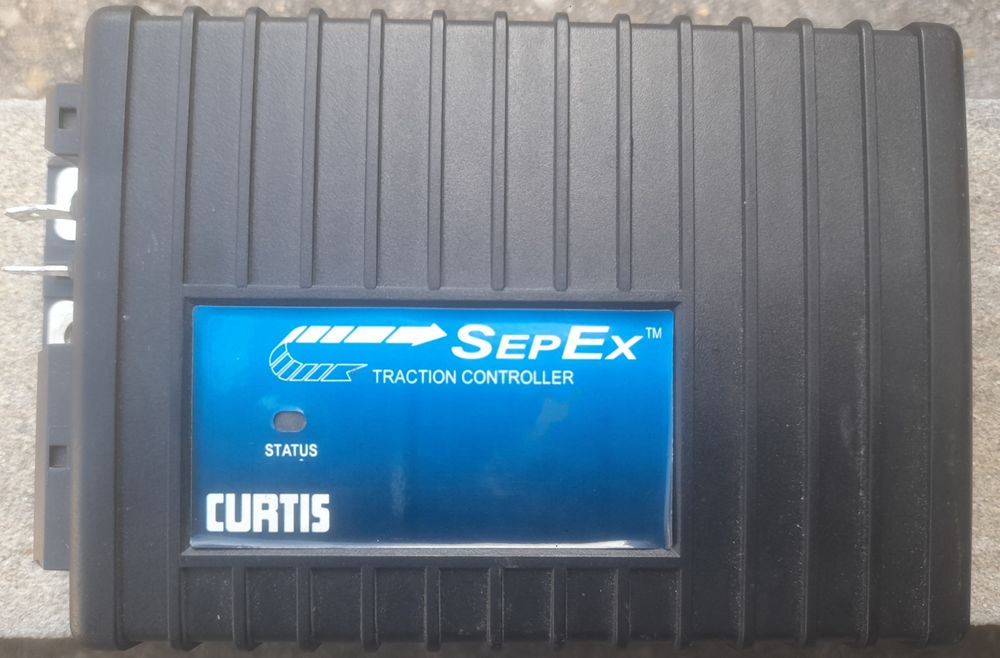 SEPEX™
TRACTION CONTROLLER
STATUS
CURTIS